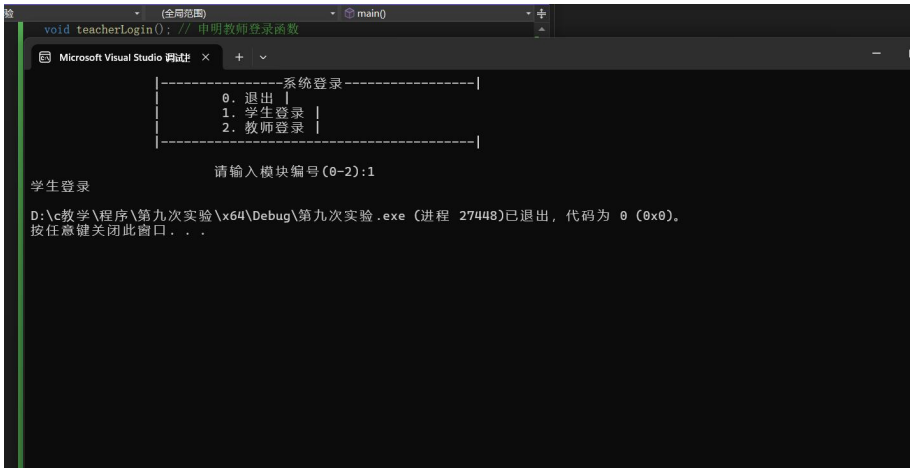 验 (全局范围) main()
void teacherLogin(); // 申明教师登录函数
Microsoft Visual Studio 调试
|----------------系统登录-----------------|
| 0. 退出 |
| 1. 学生登录 |
| 2. 教师登录 |
|-----------------------------------------|
请输入模块编号(0-2):1
学生登录
D:\c教学\程序\第九次实验\x64\Debug\第九次实验.exe (进程 27448)已退出，代码为 0 (0x0)。
按任意键关闭此窗口. . .